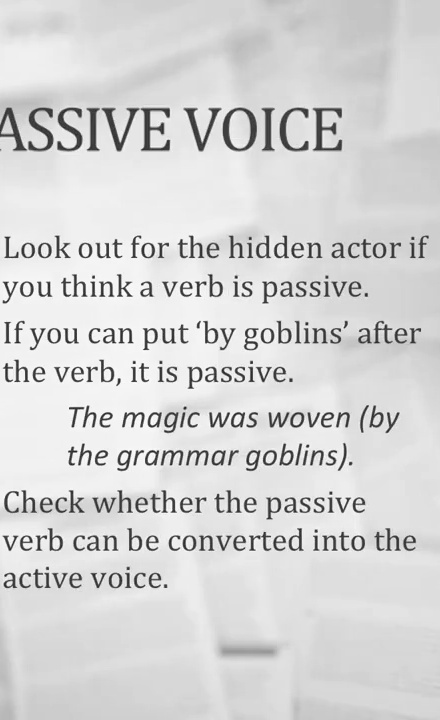 ASSIVE VOICE
Look out for the hidden actor if
you think a verb is passive.
If you can put ‘by goblins’ after
the verb, it is passive.
The magic was woven (by
the grammar goblins).
Check whether the passive
verb can be converted into the
active voice.